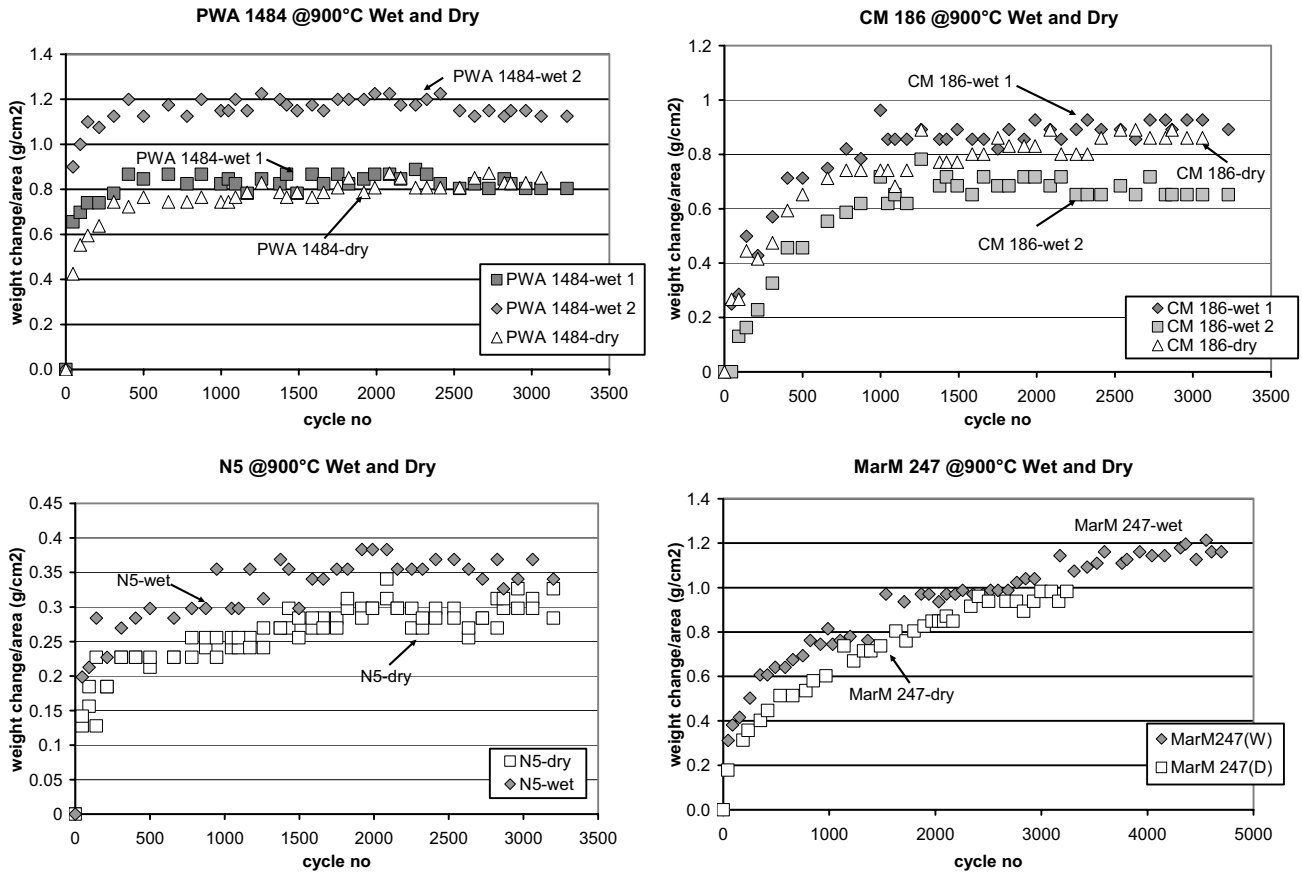 PWA 1484 @900°C Wet and Dry
weight change/area (g/cm2)
1.4
1.2
1.0
0.8
0.6
0.4
0.2
0.0
PWA 1484-wet 2
PWA 1484-wet 1
PWA 1484-dry
PWA 1484-wet 1
PWA 1484-wet 2
PWA 1484-dry
0 500 1000 1500 2000 2500 3000 3500
cycle no
CM 186 @900°C Wet and Dry
weight change/area (g/cm2)
1.2
1
0.8
0.6
0.4
0.2
0
CM 186-wet 1
CM 186-dry
CM 186-wet 2
CM 186-wet 1
CM 186-wet 2
CM 186-dry
0 500 1000 1500 2000 2500 3000 3500
cycle no
N5 @900°C Wet and Dry
weight change/area (g/cm2)
0.45
0.4
0.35
0.3
0.25
0.2
0.15
0.1
0.05
0
N5-wet
N5-dry
N5-dry
N5-wet
0 500 1000 1500 2000 2500 3000 3500
cycle no
MarM 247 @900°C Wet and Dry
weight change/area (g/cm2)
1.4
1.2
1.0
0.8
0.6
0.4
0.2
0.0
MarM 247-wet
MarM 247-dry
MarM247(W)
MarM 247(D)
0 1000 2000 3000 4000 5000
cycle no